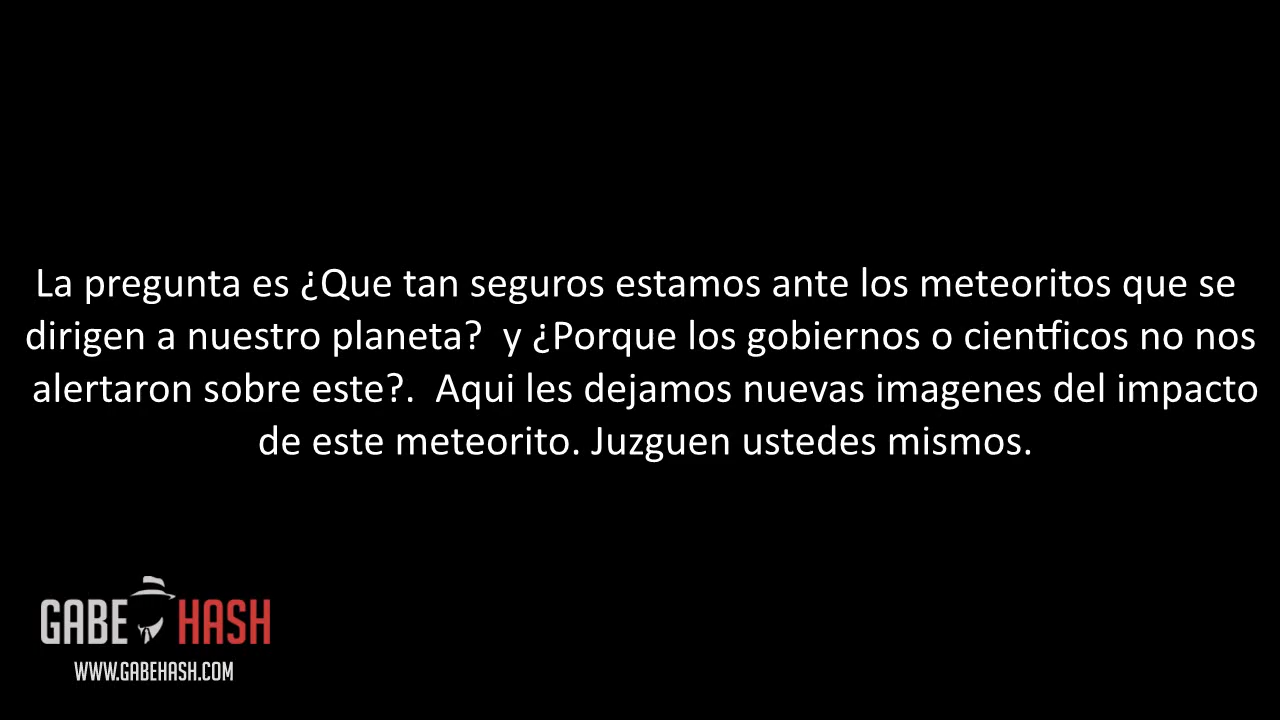 La pregunta es ¿Que tan seguros estamos ante los meteoritos que se
dirigen a nuestro planeta?  y ¿Porque los gobiernos o científicos no nos
alertaron sobre este?.  Aqui les dejamos nuevas imagenes del impacto
de este meteorito. Juzguen ustedes mismos.
GABE HASH
WWW.GABEHASH.COM